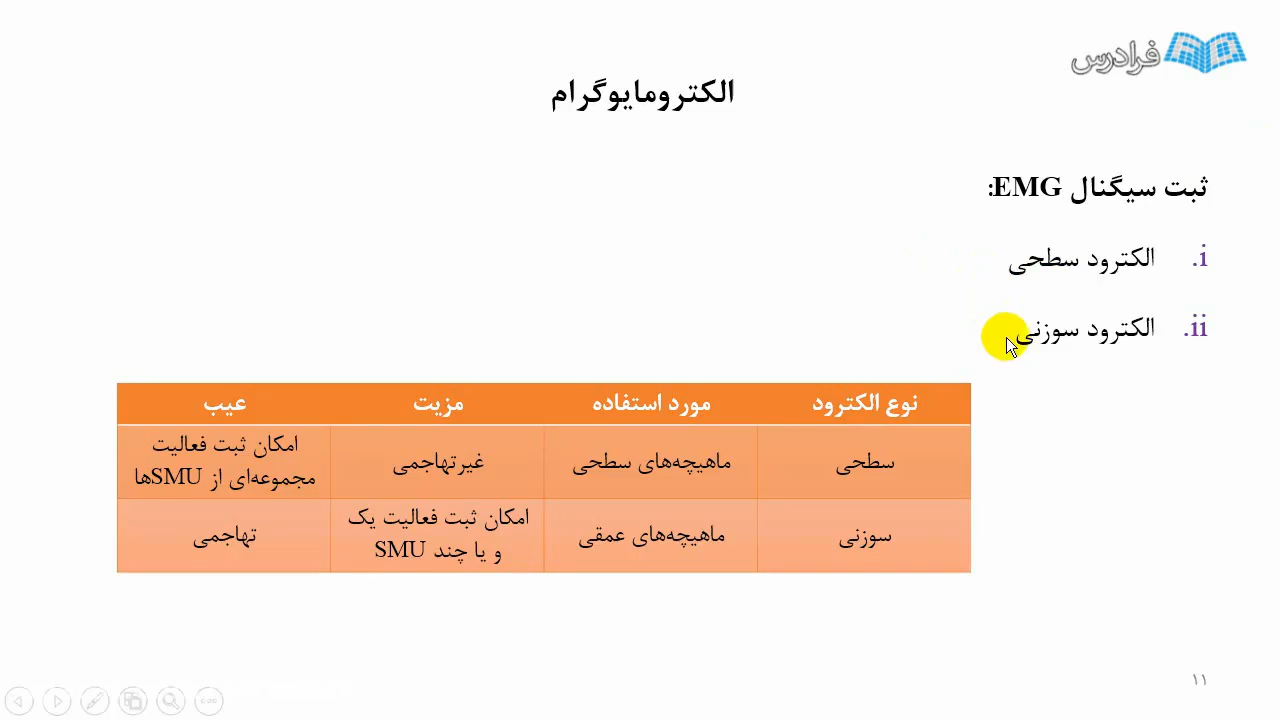 فرادرس
الکترومایوگرام
ثبت سیگنال EMG:
i. الکترود سطحی
ii. الکترود سوزنی
نوع الکترود مورد استفاده مزیت عیب
سطحی ماهیچه‌های سطحی غیرتهاجمی امکان ثبت فعالیت
مجموعه‌ای از SMUها
سوزنی ماهیچه‌های عمقی امکان ثبت فعالیت یک
و یا چند SMU
تهاجمی
۱۱